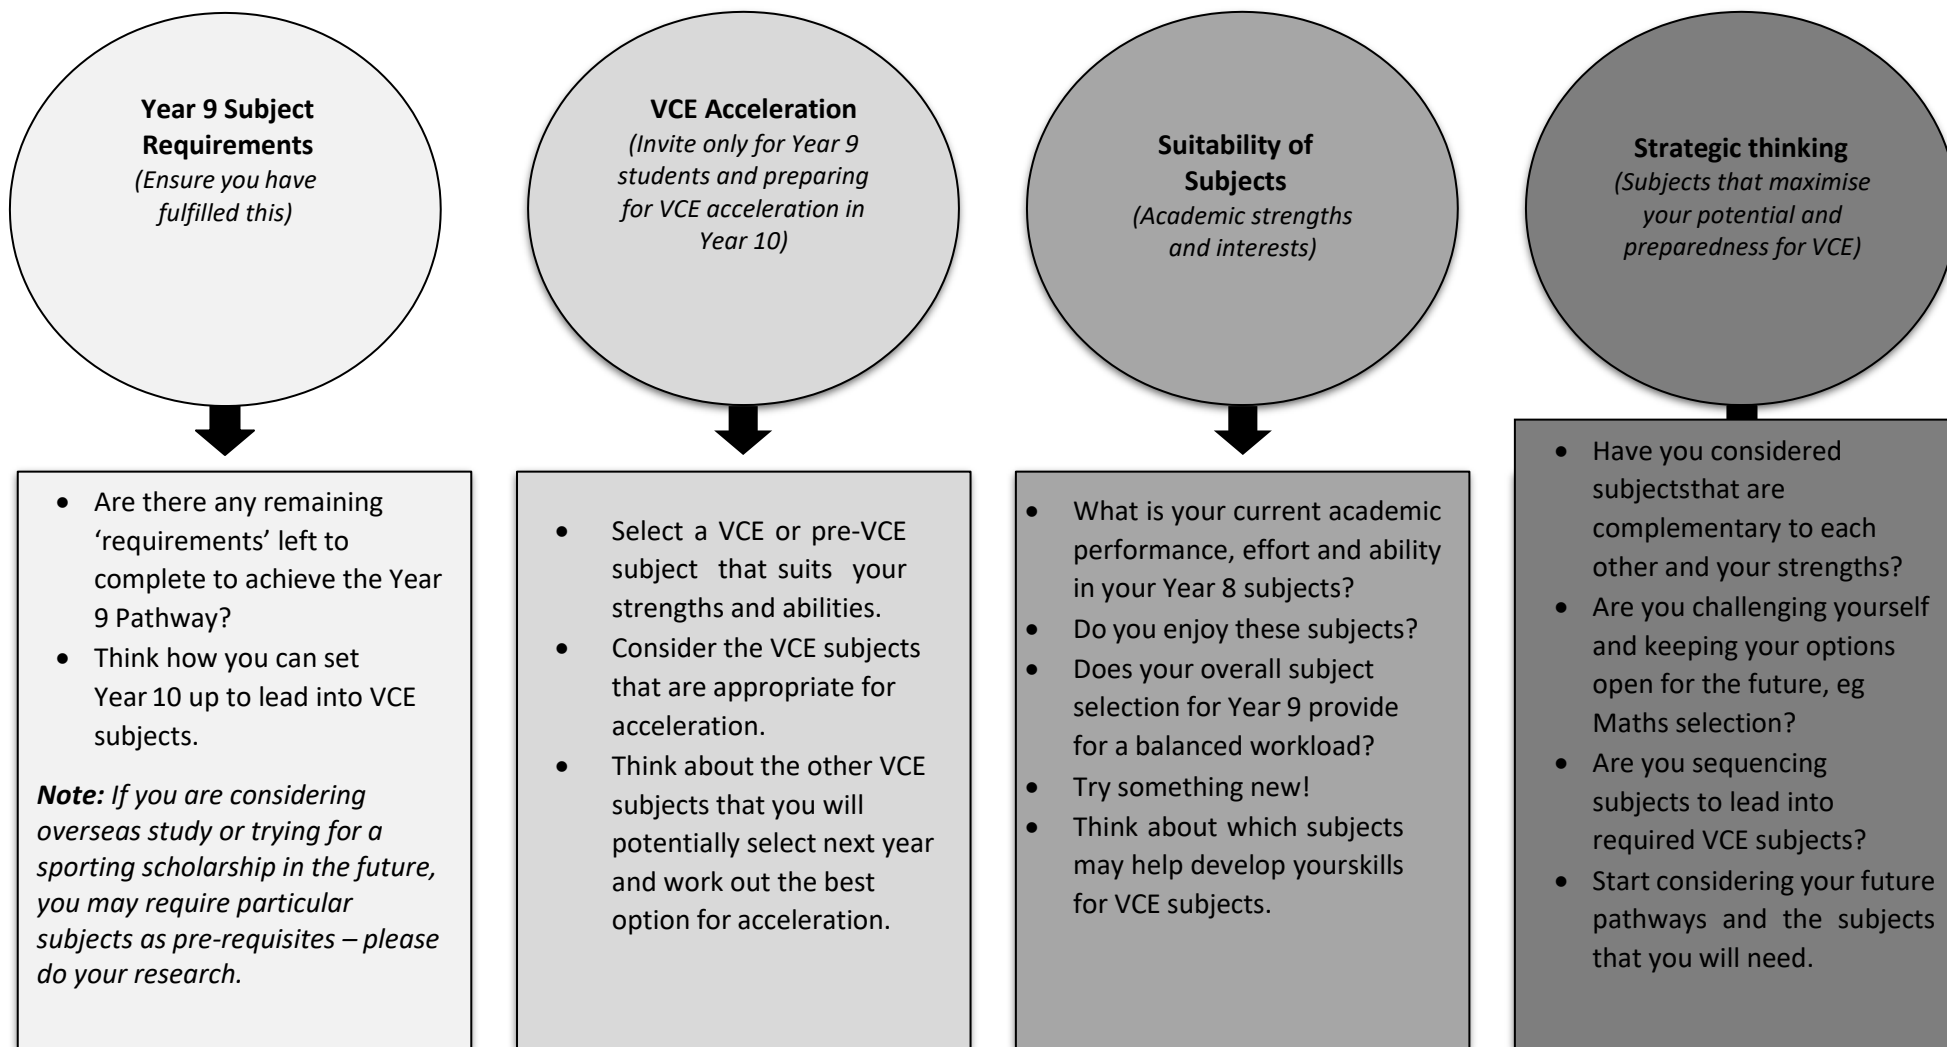 Year 9 Subject
Requirements
(Ensure you have
fulfilled this)
VCE Acceleration
(Invite only for Year 9
students and preparing
for VCE acceleration in
Year 10)
Suitability of
Subjects
(Academic strengths
and interests)
Strategic thinking
(Subjects that maximise
your potential and
preparedness for VCE)
• Are there any remaining
‘requirements’ left to
complete to achieve the Year
9 Pathway?
• Think how you can set
Year 10 up to lead into VCE
subjects.
Note: If you are considering
overseas study or trying for a
sporting scholarship in the future,
you may require particular
subjects as pre-requisites – please
do your research.
• Select a VCE or pre-VCE
subject that suits your
strengths and abilities.
• Consider the VCE subjects
that are appropriate for
acceleration.
• Think about the other VCE
subjects that you will
potentially select next year
and work out the best
option for acceleration.
• What is your current academic
performance, effort and ability
in your Year 8 subjects?
• Do you enjoy these subjects?
• Does your overall subject
selection for Year 9 provide
for a balanced workload?
• Try something new!
• Think about which subjects
may help develop yourskills
for VCE subjects.
• Have you considered
subjectsthat are
complementary to each
other and your strengths?
• Are you challenging yourself
and keeping your options
open for the future, eg
Maths selection?
• Are you sequencing
subjects to lead into
required VCE subjects?
• Start considering your future
pathways and the subjects
that you will need.